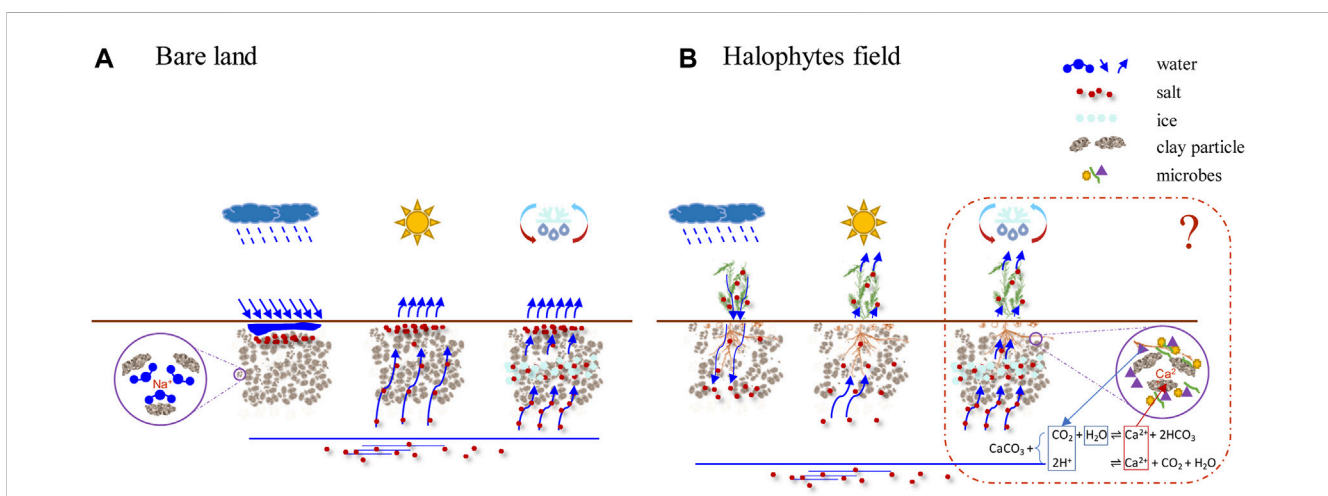 A Bare land
B Halophytes field
water
salt
ice
clay particle
microbes
?
Na⁺
Ca²
CaCO₃ +
CO₂ + H₂O ⇌ Ca²⁺ + 2HCO₃
2H⁺ ⇌ Ca²⁺ + CO₂ + H₂O